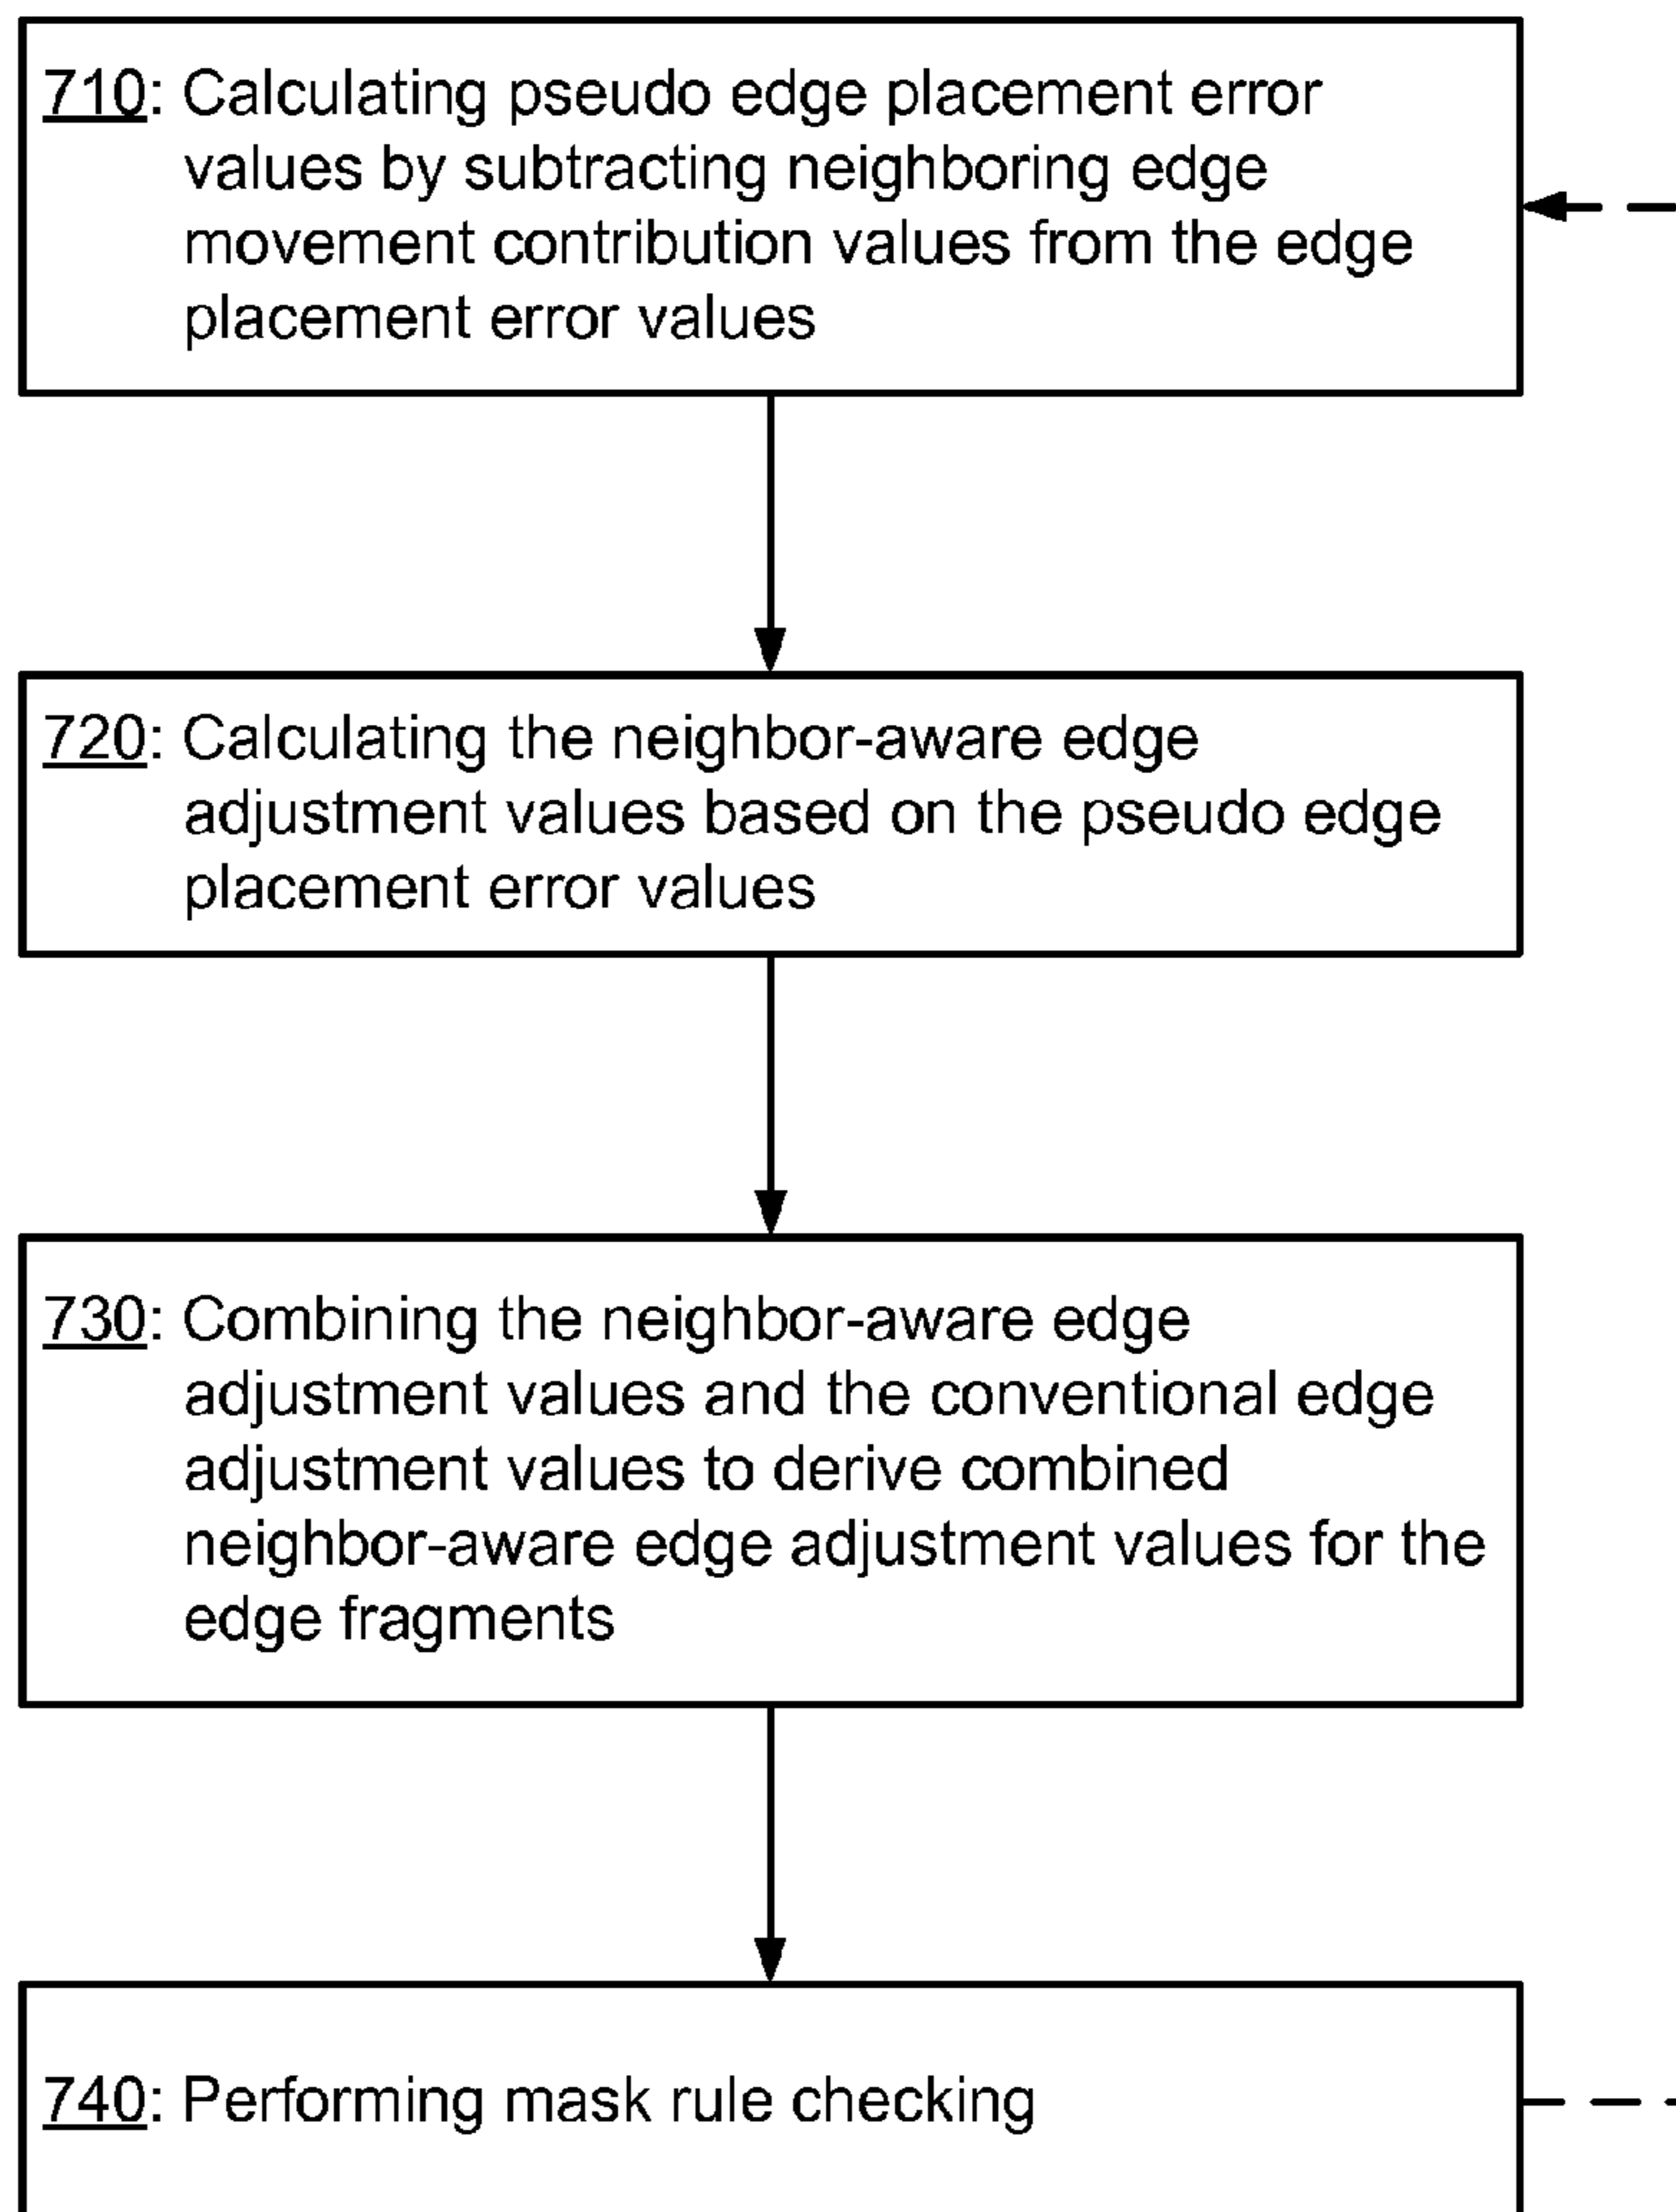 710: Calculating pseudo edge placement error
values by subtracting neighboring edge
movement contribution values from the edge
placement error values
720: Calculating the neighbor-aware edge
adjustment values based on the pseudo edge
placement error values
730: Combining the neighbor-aware edge
adjustment values and the conventional edge
adjustment values to derive combined
neighbor-aware edge adjustment values for the
edge fragments
740: Performing mask rule checking